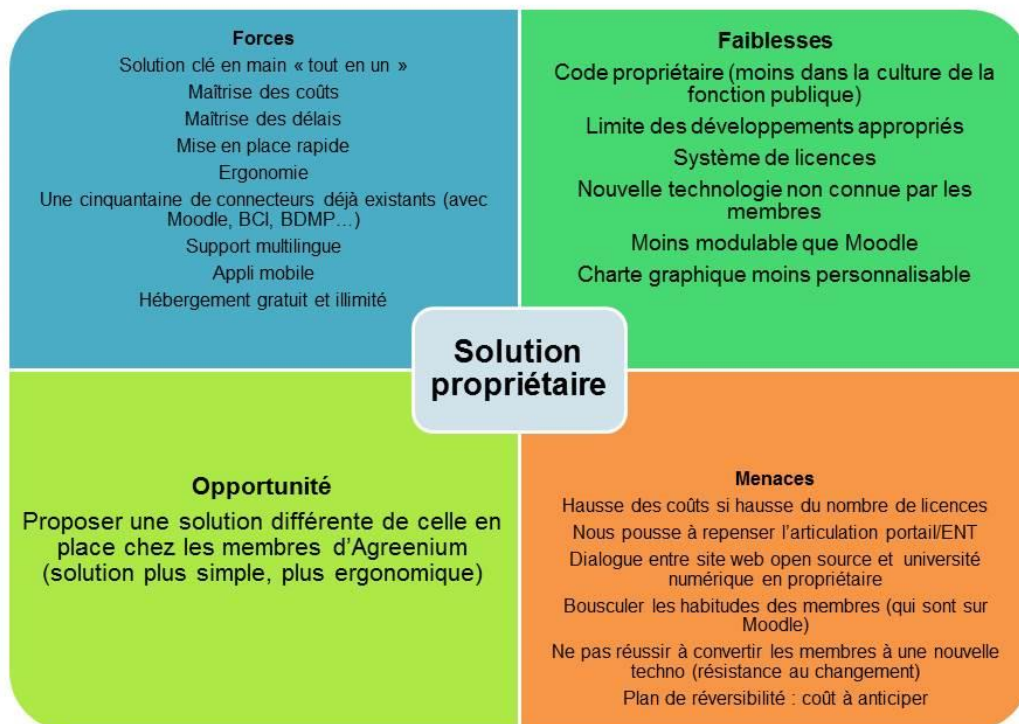 Forces
Solution clé en main « tout en un »
Maîtrise des coûts
Maîtrise des délais
Mise en place rapide
Ergonomie
Une cinquantaine de connecteurs déjà existants (avec
Moodle, BCI, BDMP…)
Support multilingue
Appli mobile
Hébergement gratuit et illimité
Faiblesses
Code propriétaire (moins dans la culture de la
fonction publique)
Limite des développements appropriés
Système de licences
Nouvelle technologie non connue par les
membres
Moins modulable que Moodle
Charte graphique moins personnalisable
Solution
propriétaire
Opportunité
Proposer une solution différente de celle en
place chez les membres d’Agreenium
(solution plus simple, plus ergonomique)
Menaces
Hausse des coûts si hausse du nombre de licences
Nous pousse à repenser l’articulation portail/ENT
Dialogue entre site web open source et université
numérique en propriétaire
Bousculer les habitudes des membres (qui sont sur
Moodle)
Ne pas réussir à convertir les membres à une nouvelle
techno (résistance au changement)
Plan de réversibilité : coût à anticiper